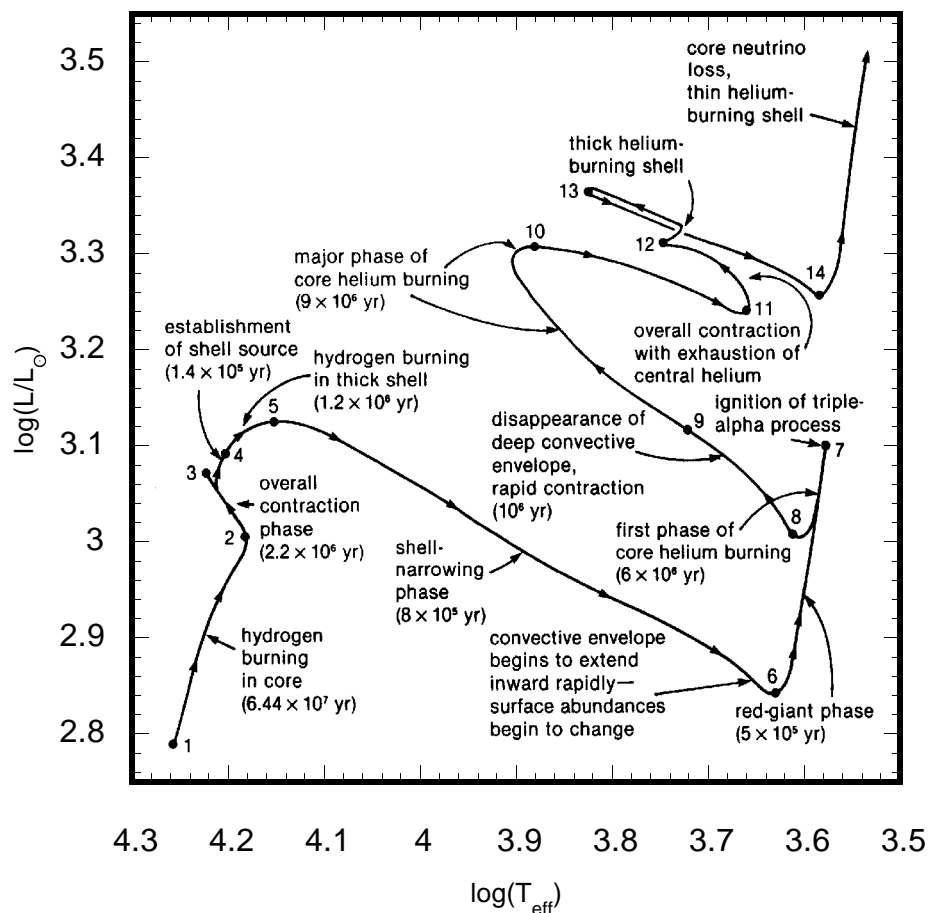 core neutrino
loss,
thin helium-
burning shell
thick helium-
burning shell
13
10
12
major phase of
core helium burning
(9 × 10⁶ yr)
14
11
overall contraction
with exhaustion of
central helium
establishment
of shell source
(1.4 × 10⁵ yr)
hydrogen burning
in thick shell
(1.2 × 10⁶ yr)
5
4
3
ignition of triple-
alpha process
7
9
disappearance of
deep convective
envelope,
rapid contraction
(10⁶ yr)
overall
contraction
phase
(2.2 × 10⁶ yr)
2
8
first phase of
core helium burning
(6 × 10⁶ yr)
shell-
narrowing
phase
(8 × 10⁵ yr)
hydrogen
burning
in core
(6.44 × 10⁷ yr)
convective envelope
begins to extend
inward rapidly—
surface abundances
begin to change
6
red-giant phase
(5 × 10⁵ yr)
1
3.5
3.4
3.3
3.2
3.1
3
2.9
2.8
log(L/L☉)
4.3 4.2 4.1 4 3.9 3.8 3.7 3.6 3.5
log(T_eff)